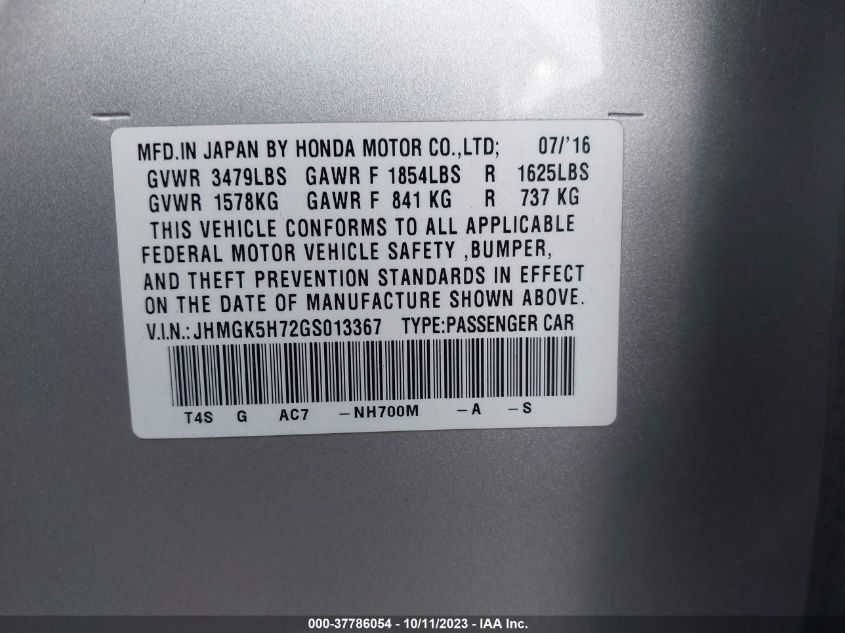 MFD.IN JAPAN BY HONDA MOTOR CO.,LTD; 07/'16
GVWR 3479LBS GAWR F 1854LBS R 1625LBS
GVWR 1578KG GAWR F 841 KG R 737 KG
THIS VEHICLE CONFORMS TO ALL APPLICABLE
FEDERAL MOTOR VEHICLE SAFETY ,BUMPER,
AND THEFT PREVENTION STANDARDS IN EFFECT
ON THE DATE OF MANUFACTURE SHOWN ABOVE.
V.I.N.: JHMGK5H72GS013367 TYPE:PASSENGER CAR
T4S G AC7 -NH700M -A -S
000-37786054 - 10/11/2023 - IAA Inc.